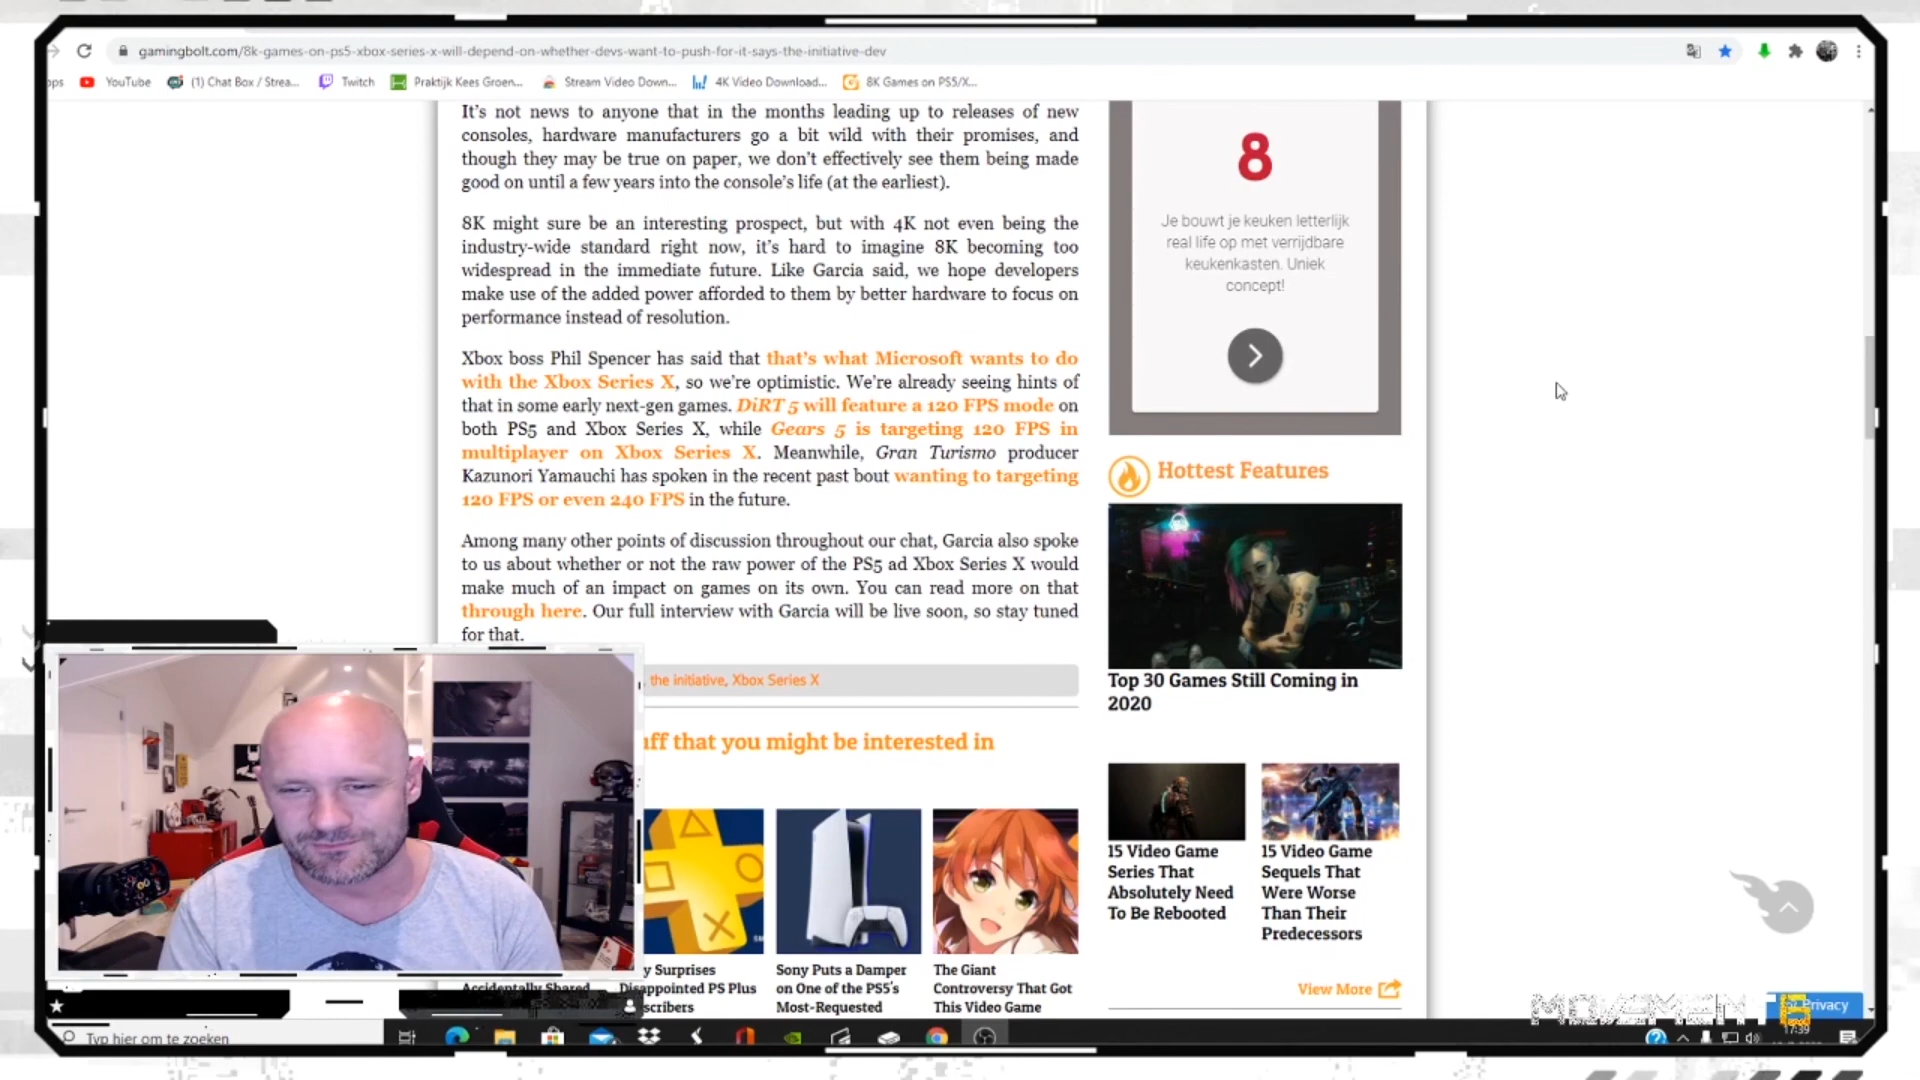 gamingbolt.com/8k-games-on-ps5-xbox-series-x-will-depend-on-whether-devs-want-to-push-for-it-says-the-initiative-dev
ops YouTube (1) Chat Box / Strea... Twitch Praktijk Kees Groen... Stream Video Down... 4K Video Download... 8K Games on PS5/X...
It's not news to anyone that in the months leading up to releases of new
consoles, hardware manufacturers go a bit wild with their promises, and
though they may be true on paper, we don't effectively see them being made
good on until a few years into the console's life (at the earliest).
8K might sure be an interesting prospect, but with 4K not even being the
industry-wide standard right now, it's hard to imagine 8K becoming too
widespread in the immediate future. Like Garcia said, we hope developers
make use of the added power afforded to them by better hardware to focus on
performance instead of resolution.
Xbox boss Phil Spencer has said that that's what Microsoft wants to do
with the Xbox Series X, so we're optimistic. We're already seeing hints of
that in some early next-gen games. DiRT 5 will feature a 120 FPS mode on
both PS5 and Xbox Series X, while Gears 5 is targeting 120 FPS in
multiplayer on Xbox Series X. Meanwhile, Gran Turismo producer
Kazunori Yamauchi has spoken in the recent past bout wanting to targeting
120 FPS or even 240 FPS in the future.
Among many other points of discussion throughout our chat, Garcia also spoke
to us about whether or not the raw power of the PS5 ad Xbox Series X would
make much of an impact on games on its own. You can read more on that
through here. Our full interview with Garcia will be live soon, so stay tuned
for that.
, the initiative, Xbox Series X
uff that you might be interested in
Accidentally Shared
y Surprises
Disappointed PS Plus
scribers
Sony Puts a Damper
on One of the PS5's
Most-Requested
The Giant
Controversy That Got
This Video Game
8
Je bouwt je keuken letterlijk
real life op met verrijdbare
keukenkasten. Uniek
concept!
Hottest Features
Top 30 Games Still Coming in
2020
15 Video Game
Series That
Absolutely Need
To Be Rebooted
15 Video Game
Sequels That
Were Worse
Than Their
Predecessors
View More
Privacy
Typ hier om te zoeken
17:39